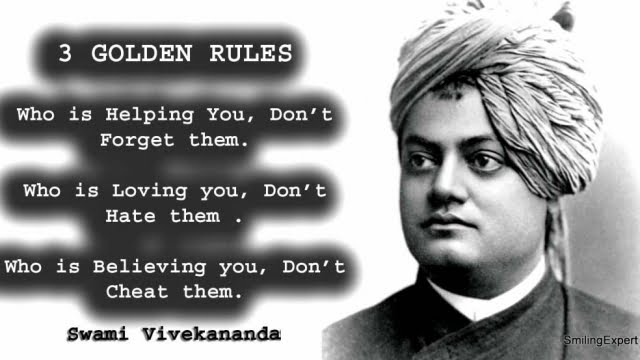 3 GOLDEN RULES
Who is Helping You, Don't
Forget them.
Who is Loving you, Don't
Hate them .
Who is Believing you, Don't
Cheat them.
Swami Vivekananda
SmilingExpert